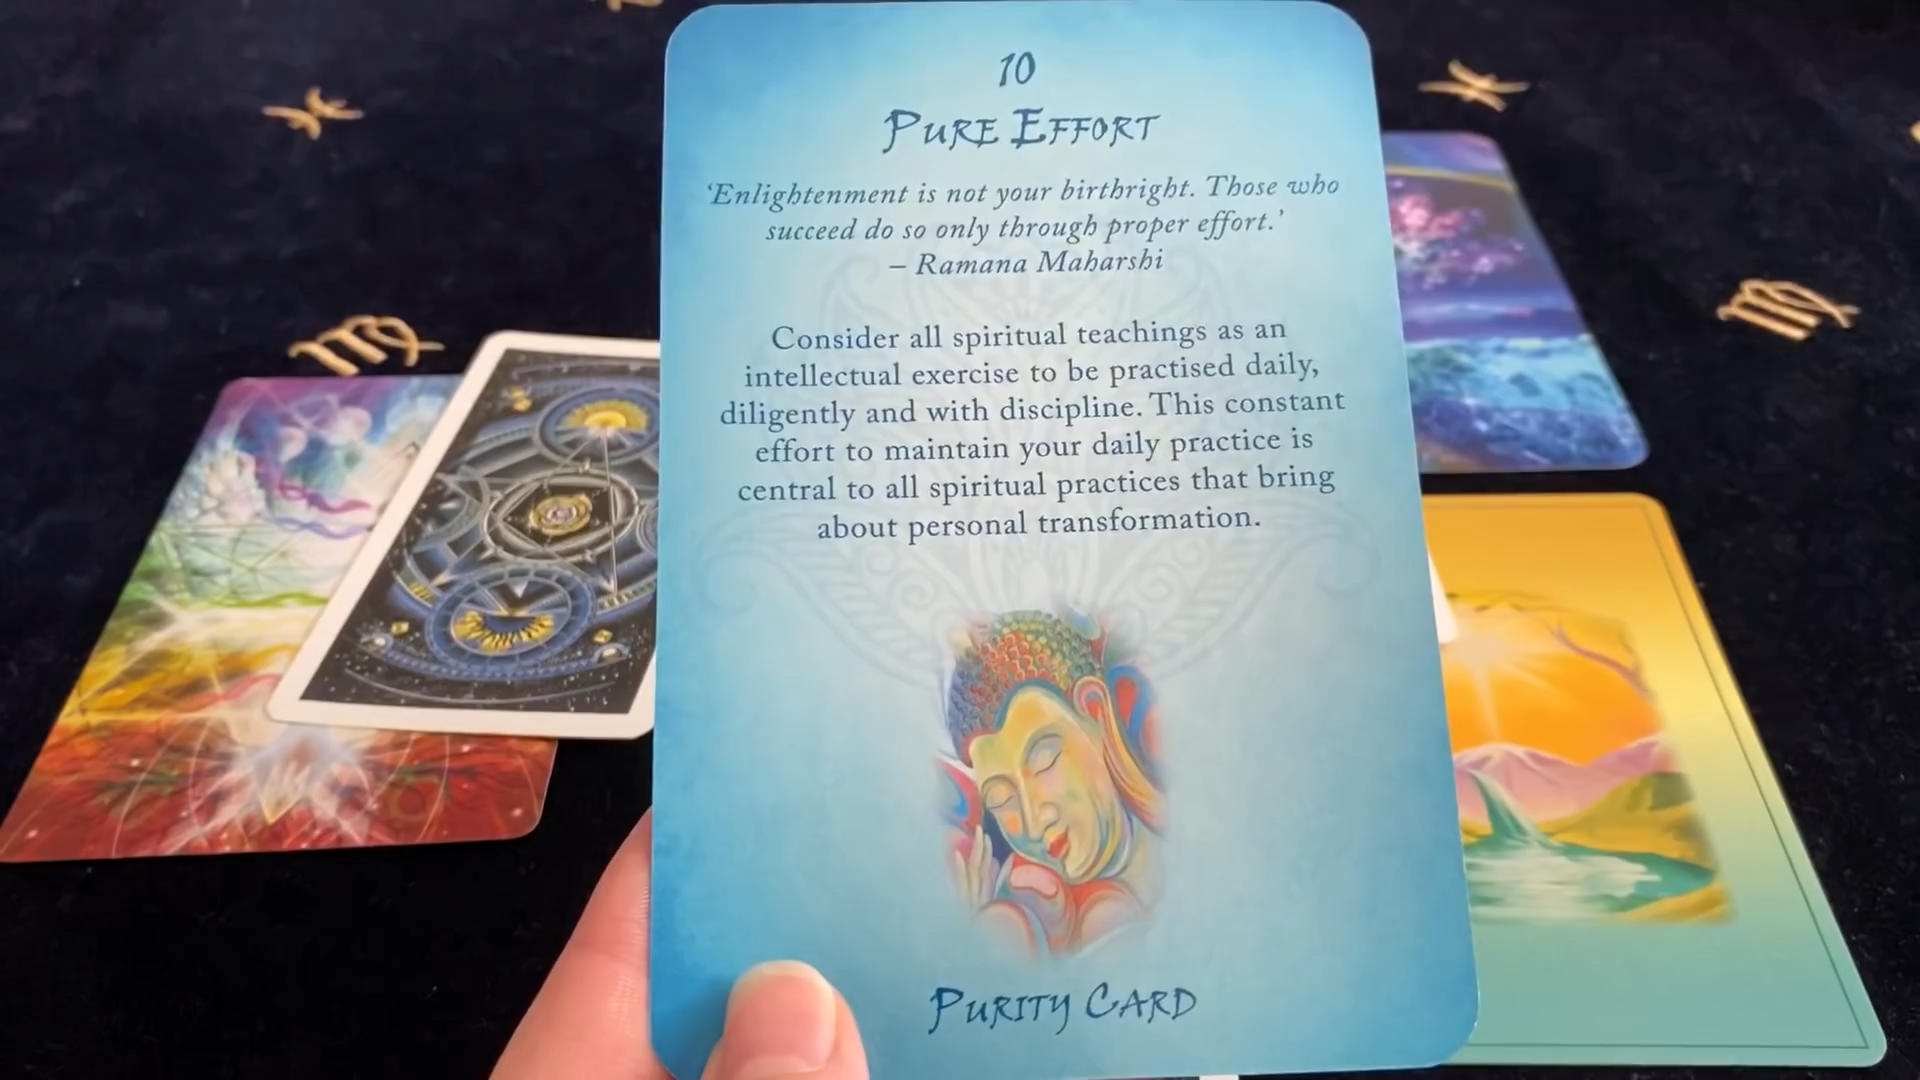 10
PURE EFFORT
‘Enlightenment is not your birthright. Those who
succeed do so only through proper effort.’
– Ramana Maharshi
Consider all spiritual teachings as an
intellectual exercise to be practised daily,
diligently and with discipline. This constant
effort to maintain your daily practice is
central to all spiritual practices that bring
about personal transformation.
PURITY CARD